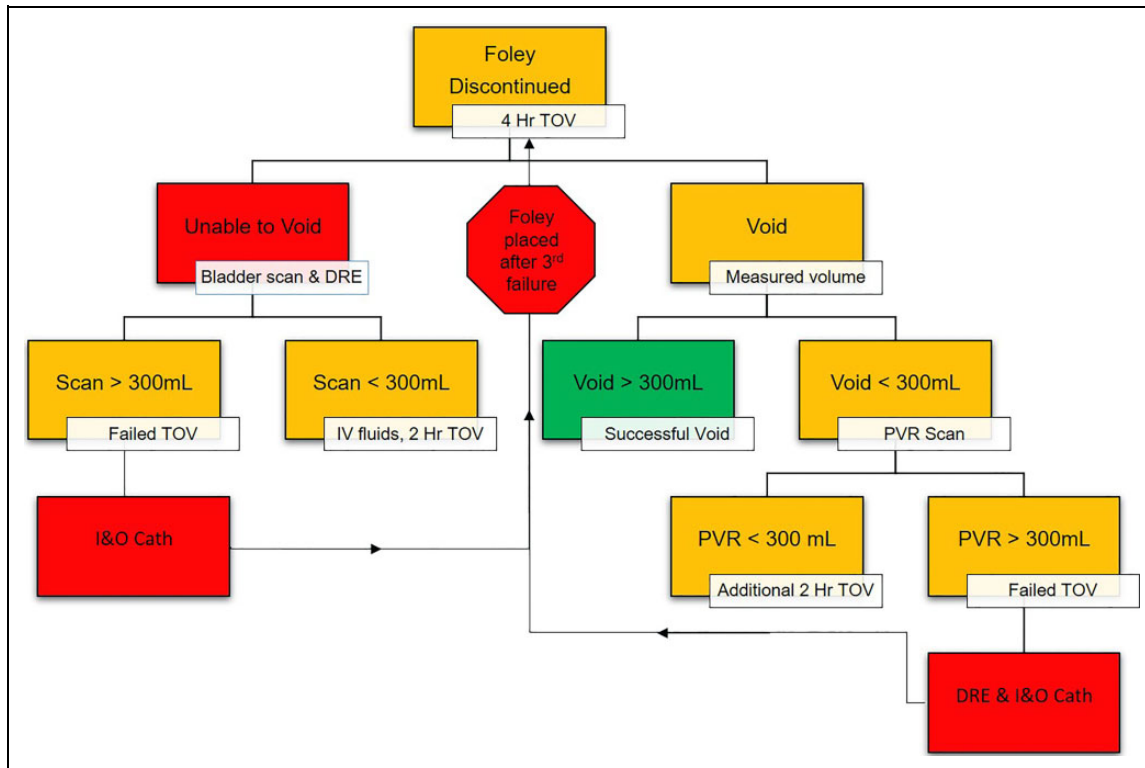 Foley
Discontinued
4 Hr TOV
Unable to Void
Bladder scan & DRE
Foley
placed
after 3rd
failure
Void
Measured volume
Scan > 300mL
Failed TOV
Scan < 300mL
IV fluids, 2 Hr TOV
Void > 300mL
Successful Void
Void < 300mL
PVR Scan
I&O Cath
PVR < 300 mL
Additional 2 Hr TOV
PVR > 300mL
Failed TOV
DRE & I&O Cath